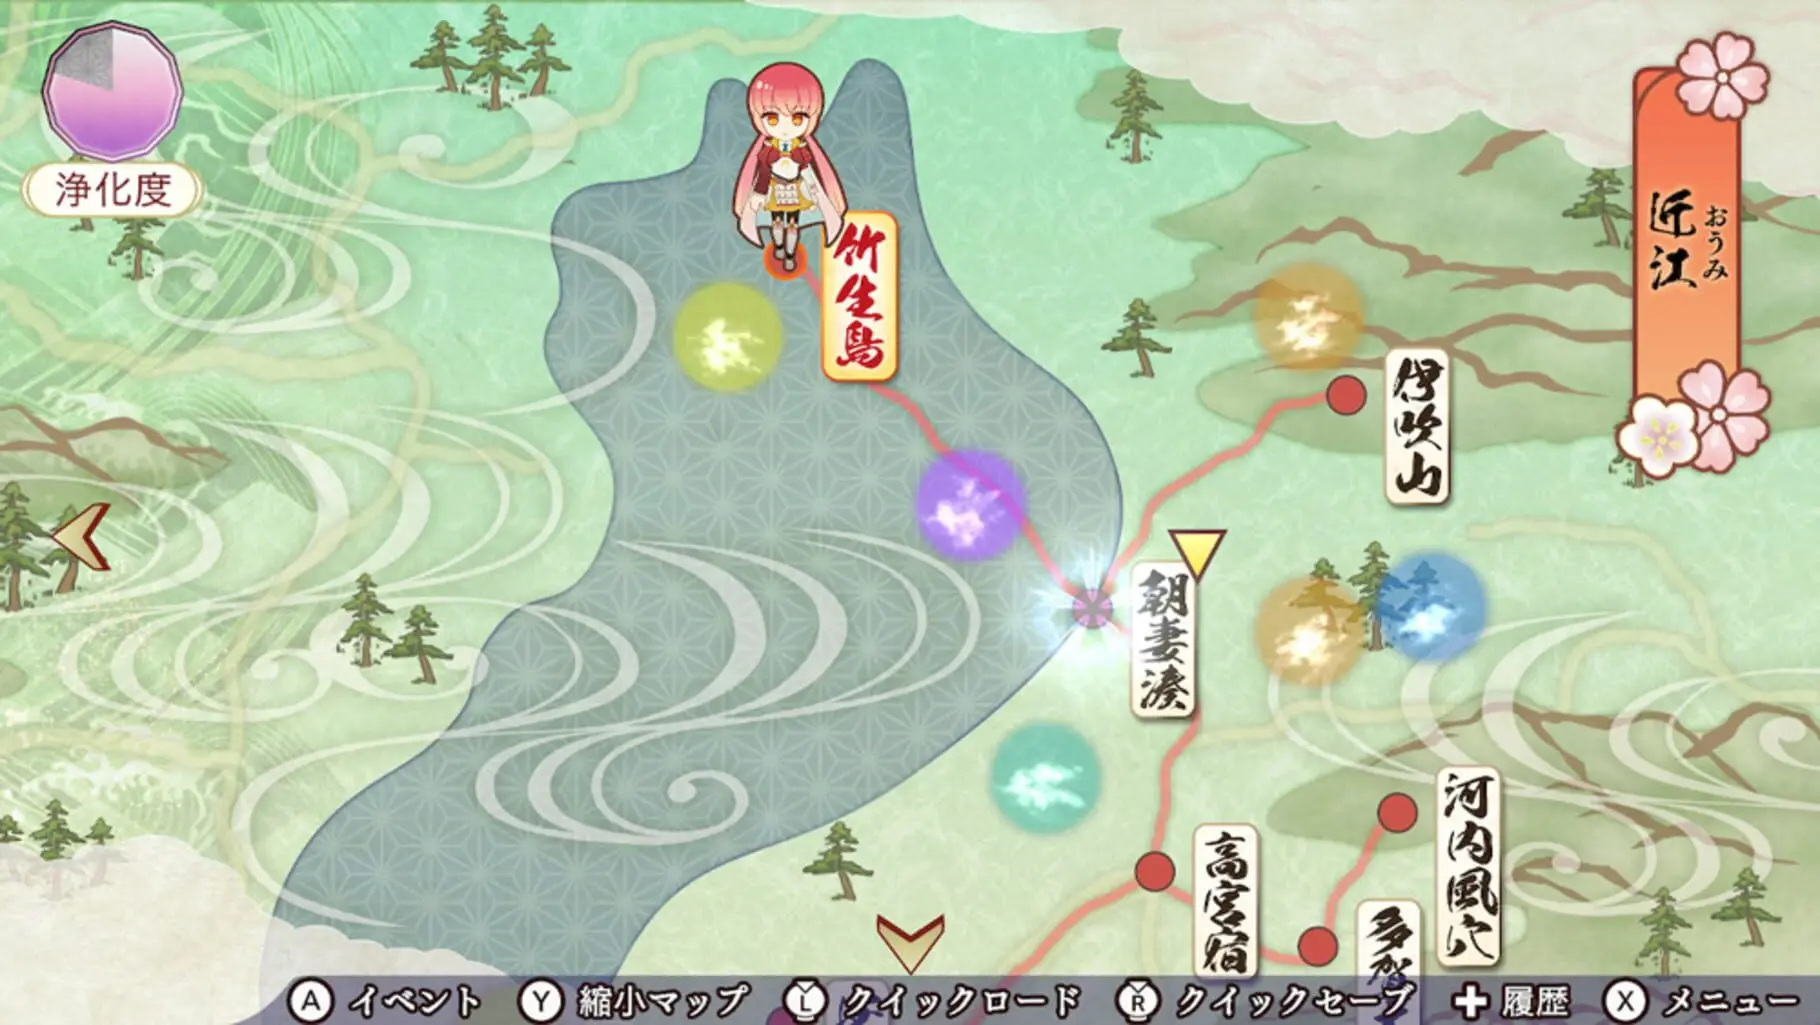 浄化度
近江
おうみ
竹生島
伊吹山
朝妻湊
河内風穴
高宮宿
多賀
A イベント
Y 縮小マップ
L クイックロード
R クイックセーブ
履歴
X メニュー